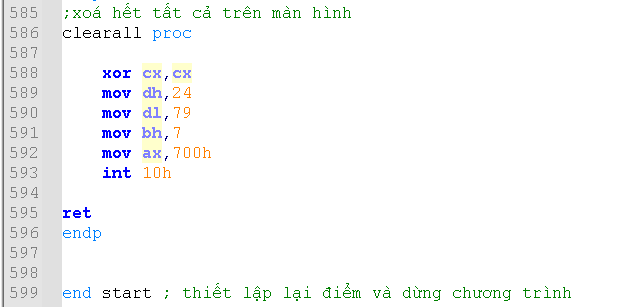 585 ;xoá hết tất cả trên màn hình
586 clearall proc
587
588 xor cx,cx
589 mov dh,24
590 mov dl,79
591 mov bh,7
592 mov ax,700h
593 int 10h
594
595 ret
596 endp
597
598
599 end start ; thiết lập lại điểm và dừng chương trình